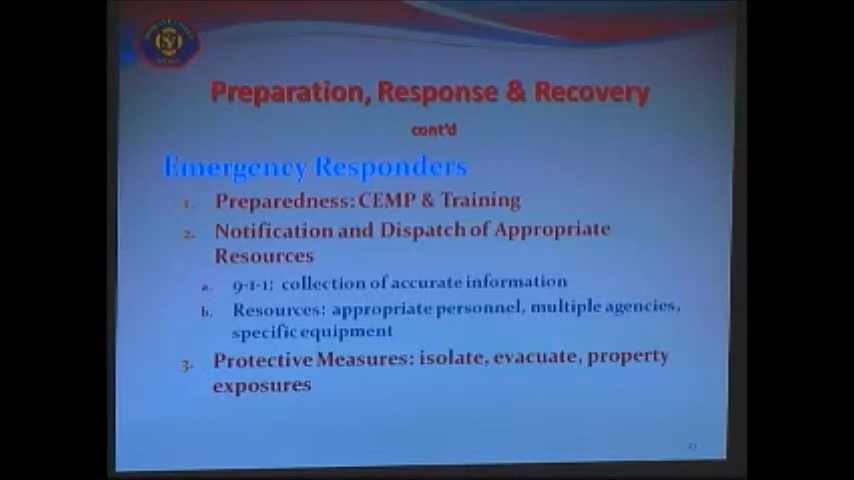 Preparation, Response & Recovery
cont'd
Emergency Responders
1. Preparedness: CEMP & Training
2. Notification and Dispatch of Appropriate
Resources
a. 9-1-1: collection of accurate information
b. Resources: appropriate personnel, multiple agencies,
specific equipment
3. Protective Measures: isolate, evacuate, property
exposures